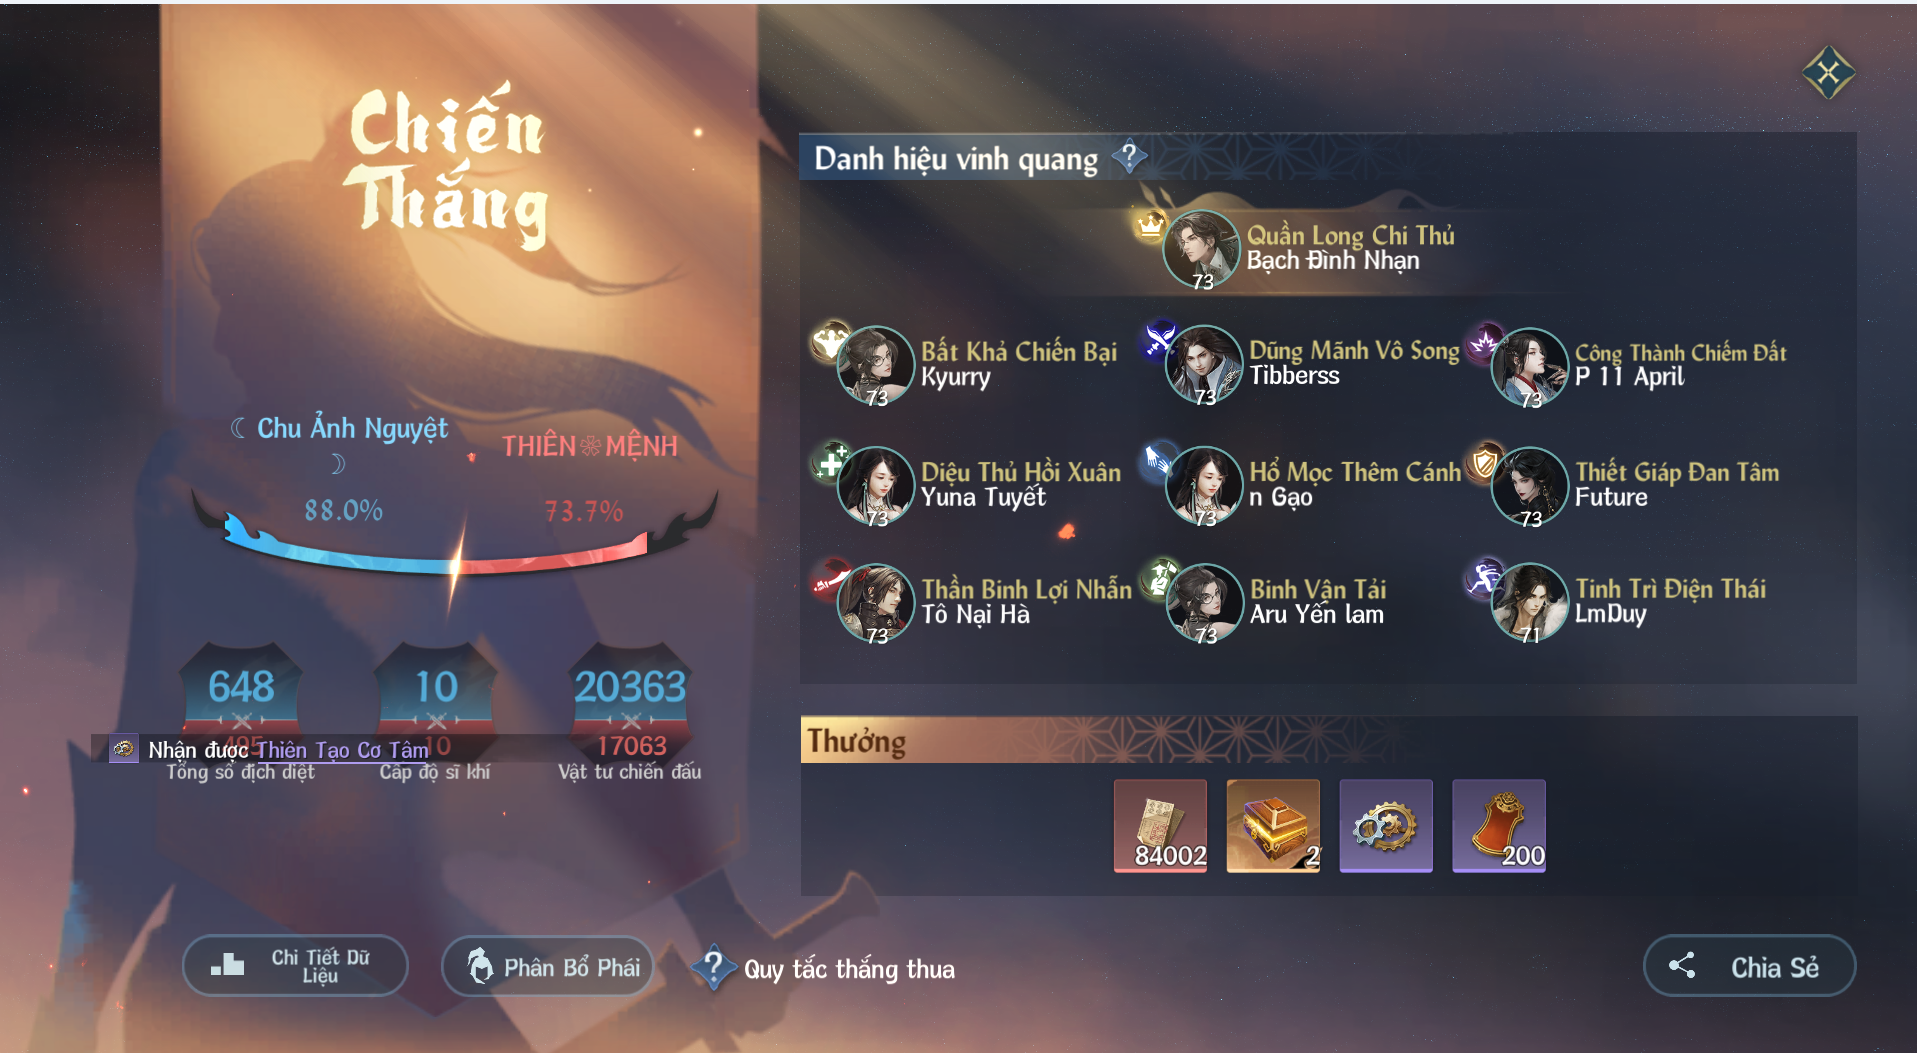 Chiến
Thắng
Chu Ảnh Nguyệt
THIÊN MỆNH
88.0%
73.7%
648
10
20363
10
17063
Nhận được Thiên Tạo Cơ Tâm
Tổng số địch diệt
Cấp độ sĩ khí
Vật tư chiến đấu
Chi Tiết Dữ
Liệu
Phân Bổ Phái
Quy tắc thắng thua
Danh hiệu vinh quang
Quần Long Chi Thủ
Bạch Đình Nhạn
73
Bất Khả Chiến Bại
Kyurry
73
Dũng Mãnh Vô Song
Tibberss
73
Công Thành Chiếm Đất
P 11 April
73
Diệu Thủ Hồi Xuân
Yuna Tuyết
73
Hổ Mọc Thêm Cánh
n Gạo
73
Thiết Giáp Đan Tâm
Future
73
Thần Binh Lợi Nhẫn
Tô Nại Hà
73
Binh Vận Tải
Aru Yến lam
73
Tinh Trì Điện Thái
LmDuy
71
Thưởng
84002
2
200
Chia Sẻ